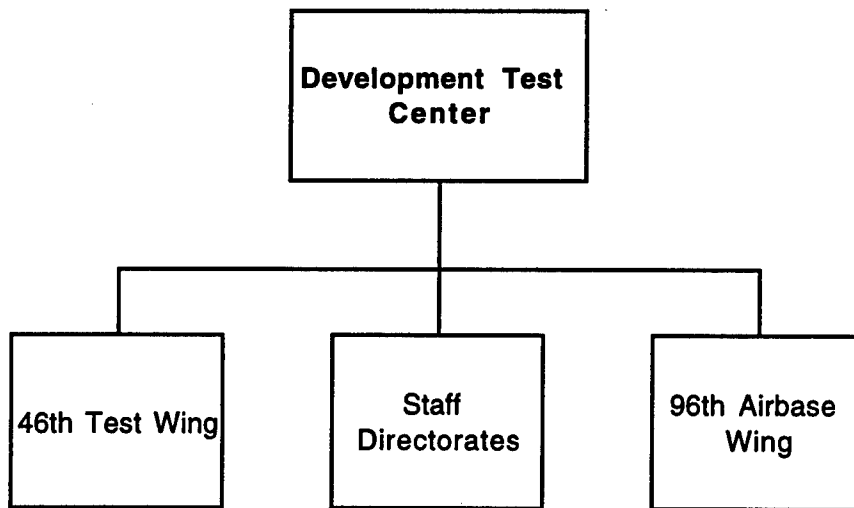 Development Test
Center
46th Test Wing
Staff
Directorates
96th Airbase
Wing